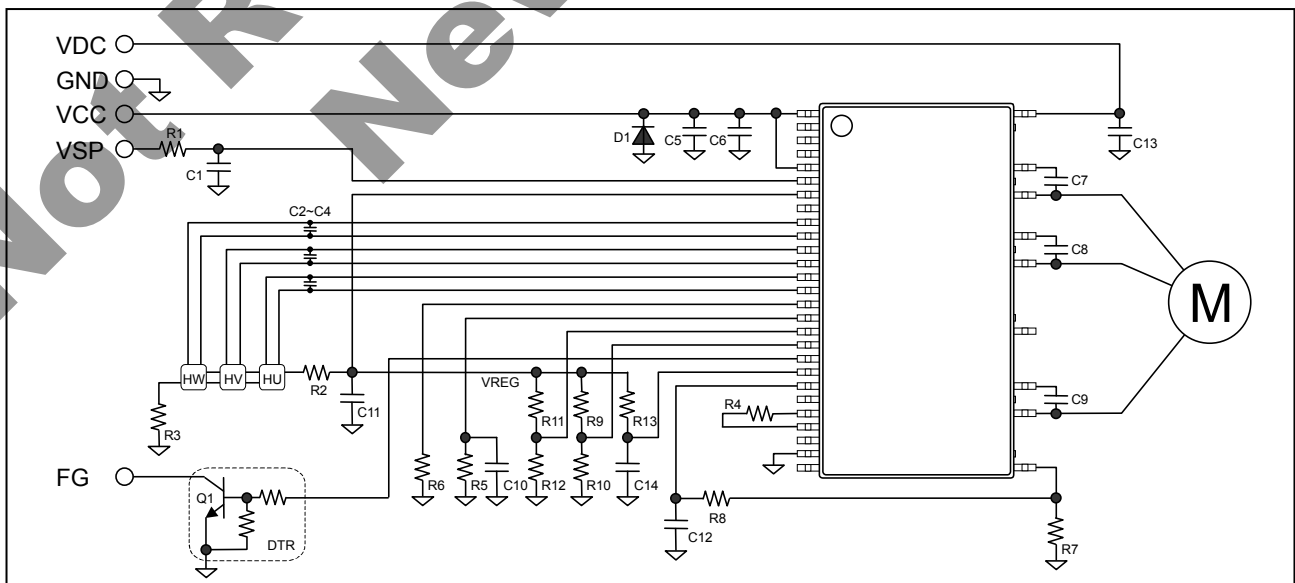 Not R
New
VDC
GND
VCC
VSP
R1
C1
D1
C5
C6
C13
C7
C2~C4
C8
M
HW
HV
HU
R2
VREG
C11
R11
R9
R13
R4
C9
R3
FG
Q1
DTR
R6
R5
C10
R12
R10
C14
R8
C12
R7